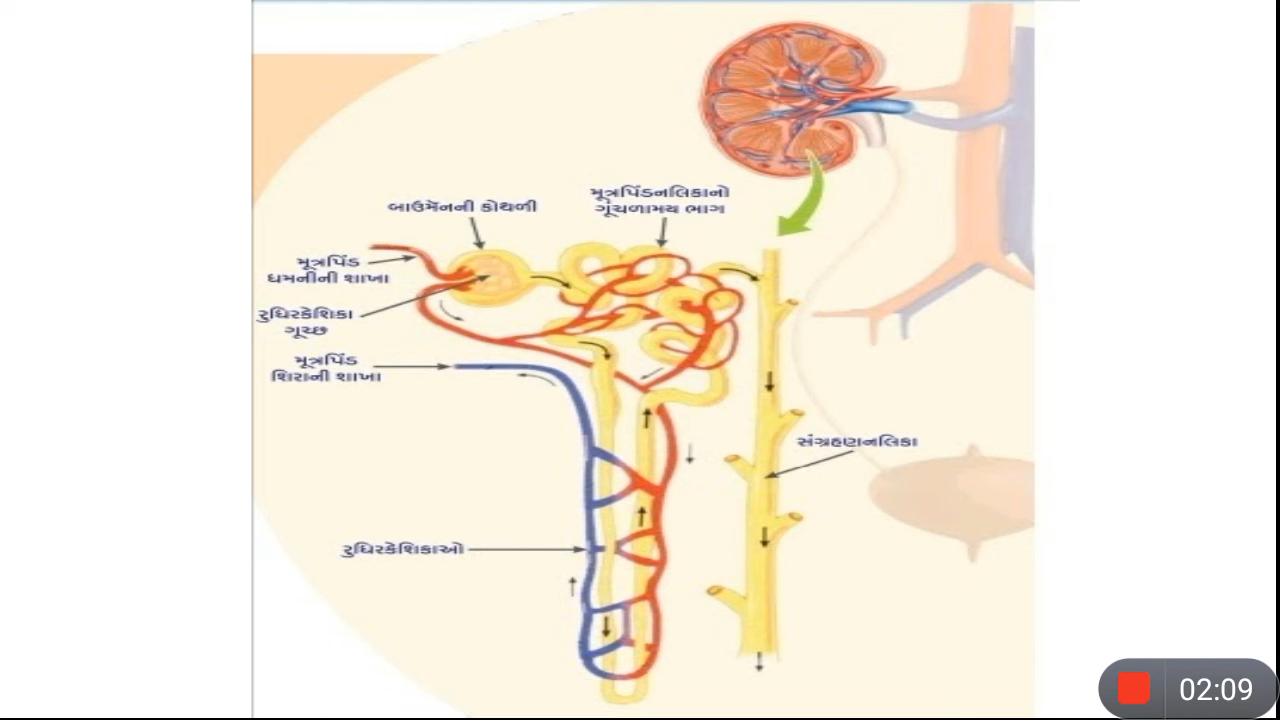 બાઉમૅનની કોથળી
મૂત્રપિંડનલિકાનો
ગૂંચળામય ભાગ
મૂત્રપિંડ
ધમનીની શાખા
રુધિરકેશિકા
ગૂચ્છ
મૂત્રપિંડ
શિરાની શાખા
સંગ્રહણનલિકા
રુધિરકેશિકાઓ
02:09